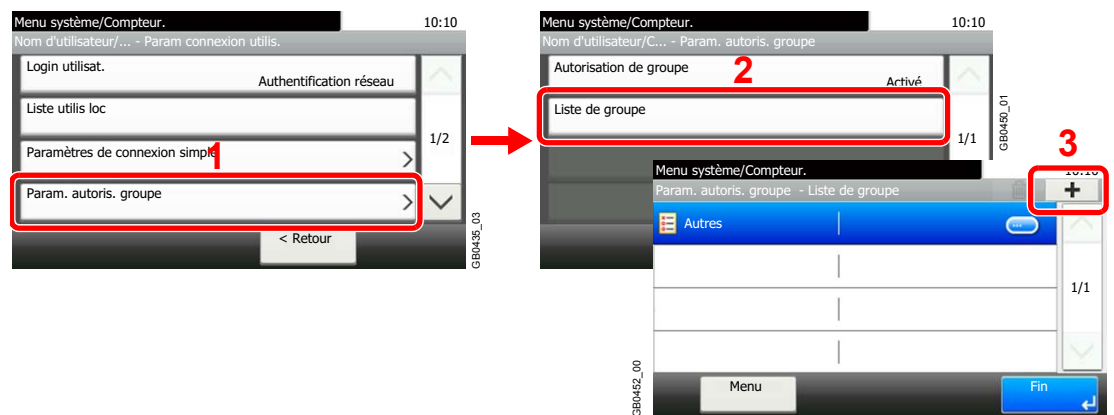 Menu système/Compteur.
10:10
Nom d'utilisateur/... - Param connexion utilis.
Login utilisat.
Authentification réseau
Liste utilis loc
1/2
Paramètres de connexion simple
1
Param. autoris. groupe
< Retour
GB0435_03
Menu système/Compteur.
10:10
Nom d'utilisateur/C... - Param. autoris. groupe
Autorisation de groupe
2
Activé
Liste de groupe
1/1
GB0450_01
3
Menu système/Compteur.
10:10
Param. autoris. groupe - Liste de groupe
+
Autres
1/1
Menu
Fin
GB0452_00